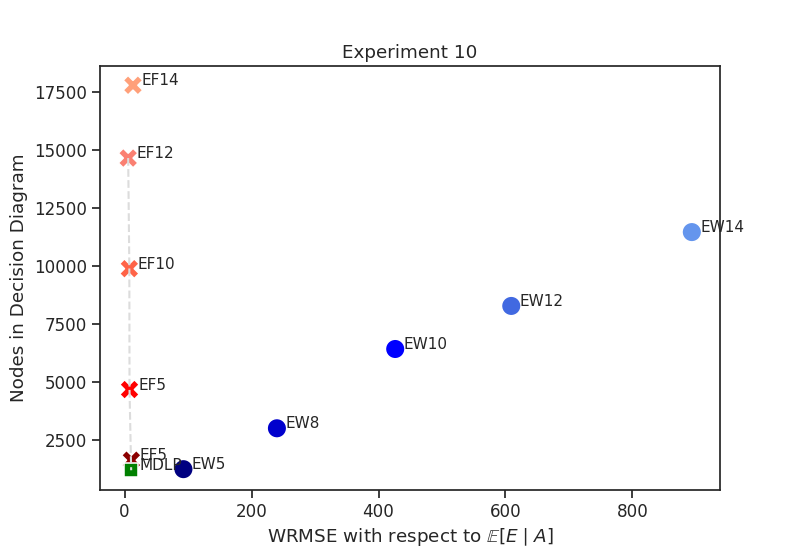 Experiment 10
Nodes in Decision Diagram
17500
15000
12500
10000
7500
5000
2500
EF14
EF12
EF10
EF5
EF5
MDLP
EW5
EW8
EW10
EW12
EW14
0 200 400 600 800
WRMSE with respect to 𝔼[E | A]